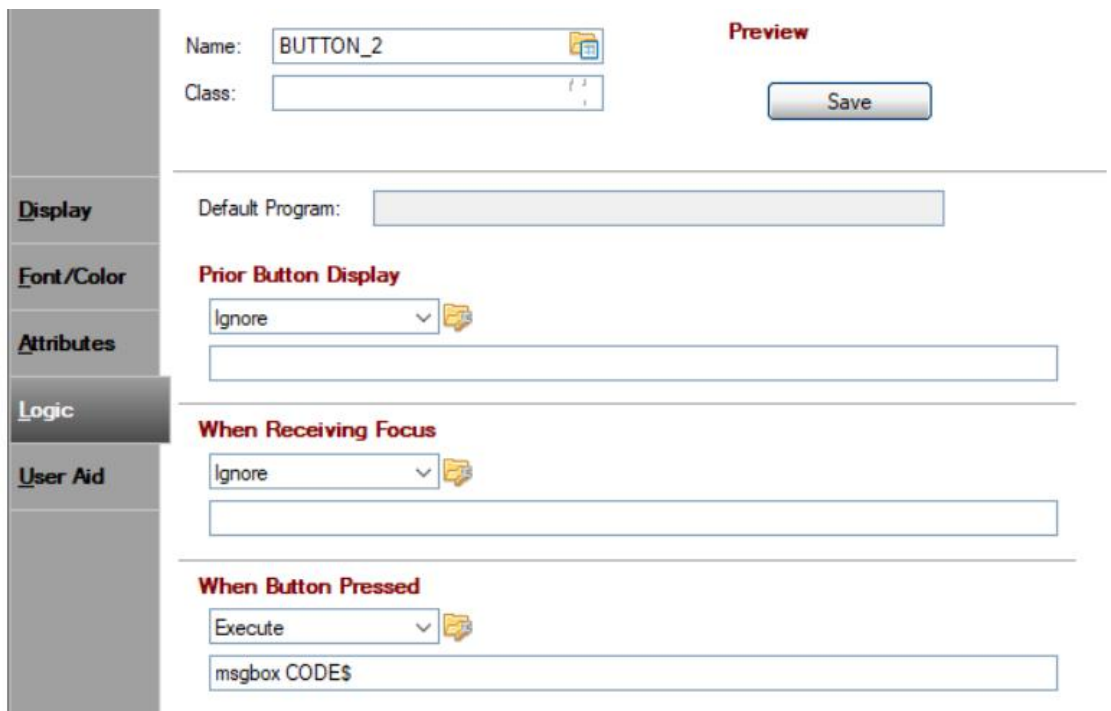 Name: BUTTON_2
Preview
Class:
Save
Display
Default Program:
Font/Color
Prior Button Display
Ignore
Attributes
Logic
When Receiving Focus
Ignore
User Aid
When Button Pressed
Execute
msgbox CODE$